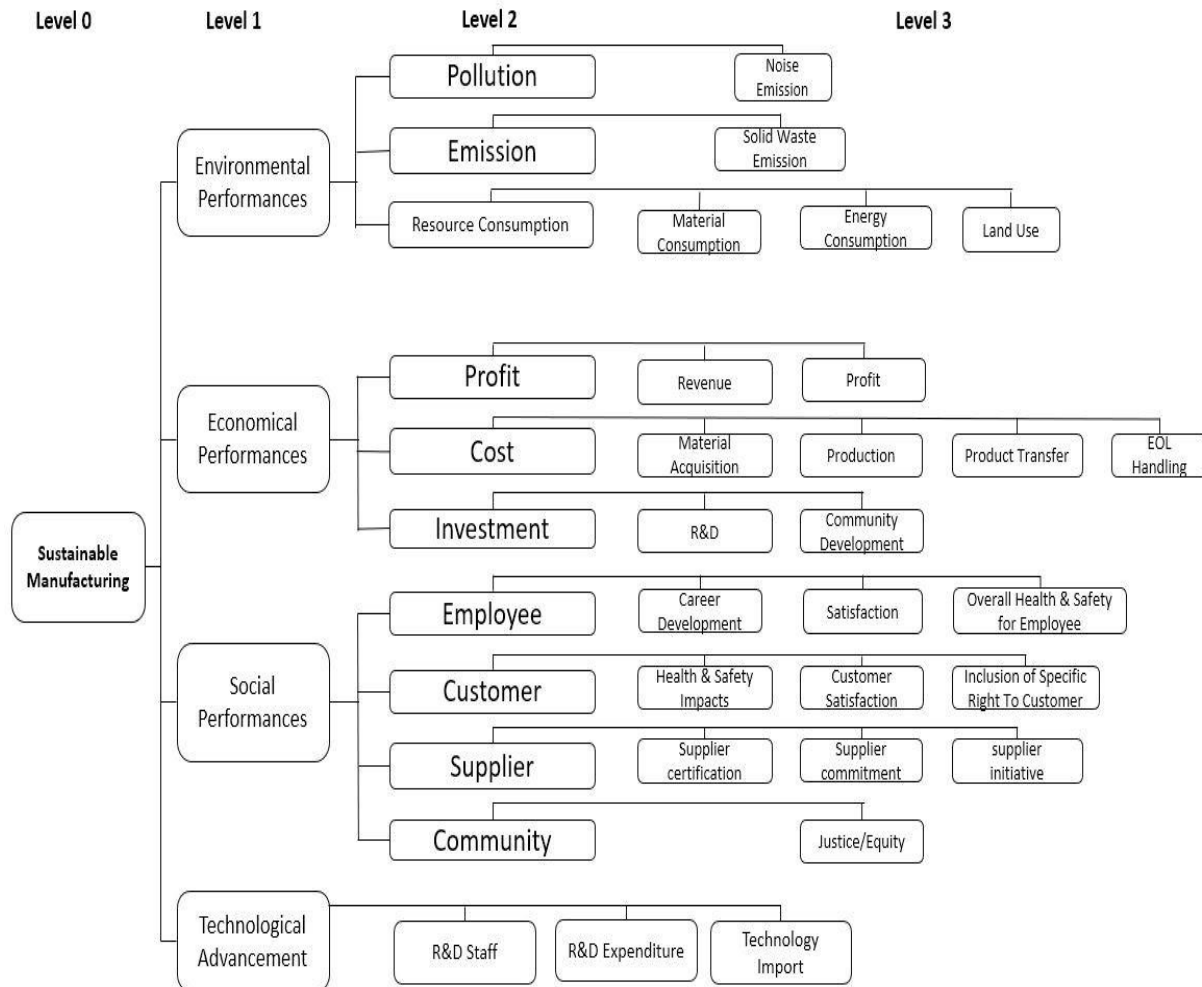 Level 0
Level 1
Level 2
Level 3
Pollution
Noise
Emission
Emission
Solid Waste
Emission
Environmental
Performances
Resource Consumption
Material
Consumption
Energy
Consumption
Land Use
Profit
Revenue
Profit
Economical
Performances
Cost
Material
Acquisition
Production
Product Transfer
EOL
Handling
Investment
R&D
Community
Development
Sustainable
Manufacturing
Employee
Career
Development
Satisfaction
Overall Health & Safety
for Employee
Social
Performances
Customer
Health & Safety
Impacts
Customer
Satisfaction
Inclusion of Specific
Right To Customer
Supplier
Supplier
certification
Supplier
commitment
supplier
initiative
Community
Justice/Equity
Technological
Advancement
R&D Staff
R&D Expenditure
Technology
Import